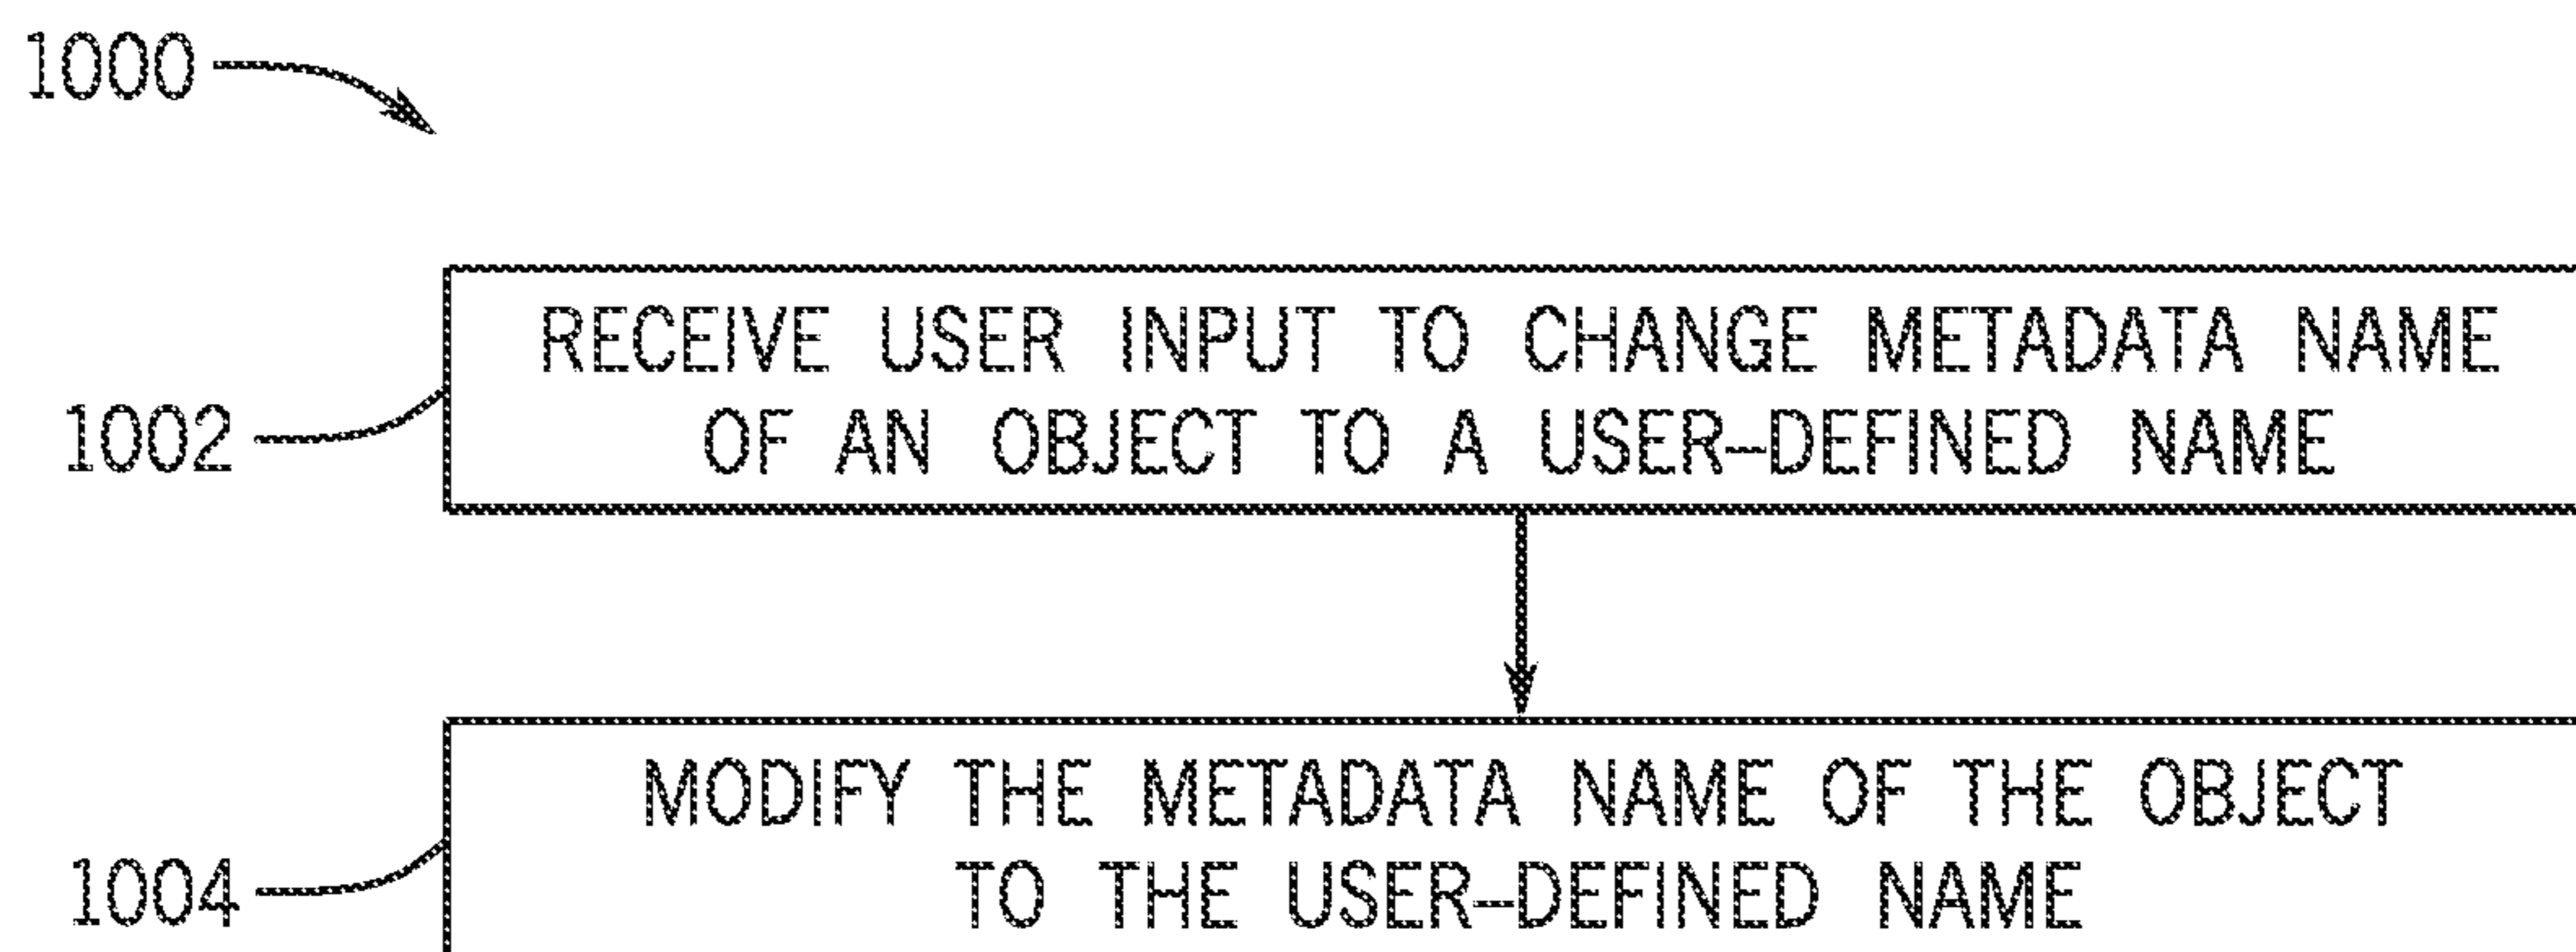 1000
RECEIVE USER INPUT TO CHANGE METADATA NAME
OF AN OBJECT TO A USER-DEFINED NAME
1002
MODIFY THE METADATA NAME OF THE OBJECT
TO THE USER-DEFINED NAME
1004